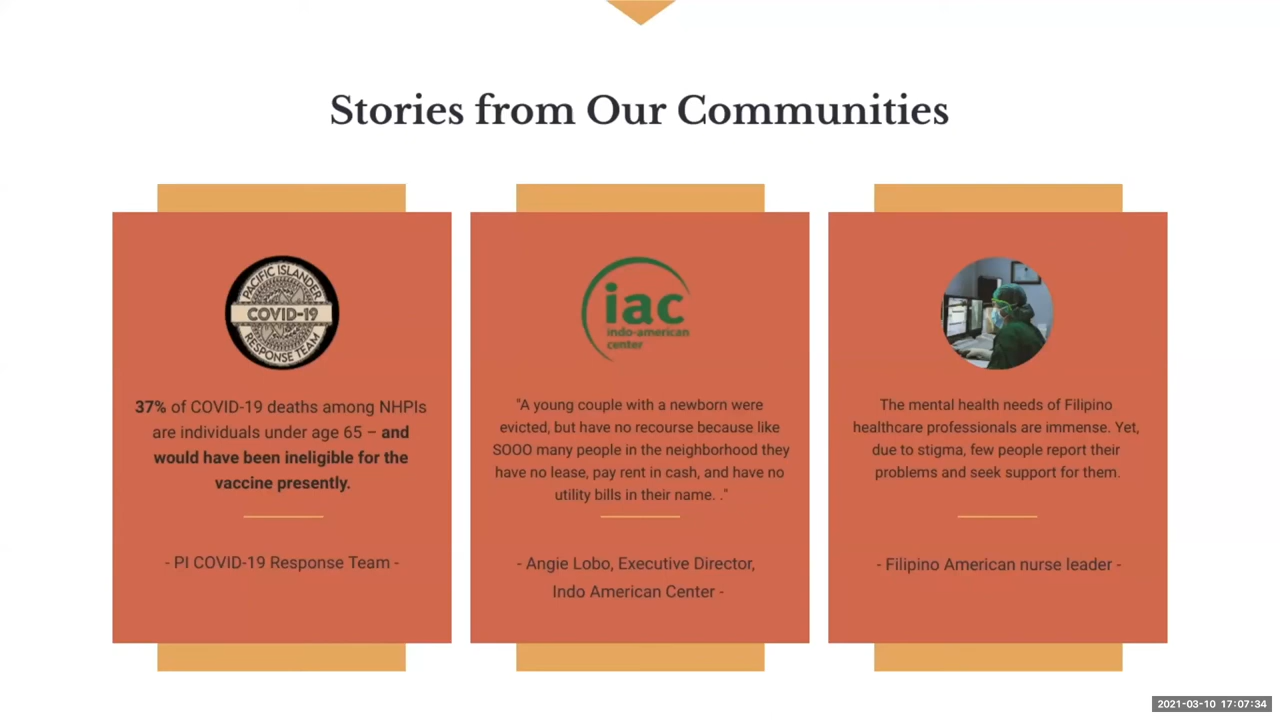 Stories from Our Communities
PACIFIC ISLANDER
COVID-19
RESPONSE TEAM
37% of COVID-19 deaths among NHPIs
are individuals under age 65 – and
would have been ineligible for the
vaccine presently.
- PI COVID-19 Response Team -
iac
indo-american
center
"A young couple with a newborn were
evicted, but have no recourse because like
SOOO many people in the neighborhood they
have no lease, pay rent in cash, and have no
utility bills in their name. ."
- Angie Lobo, Executive Director,
Indo American Center -
The mental health needs of Filipino
healthcare professionals are immense. Yet,
due to stigma, few people report their
problems and seek support for them.
- Filipino American nurse leader -
2021-03-10 17:07:34